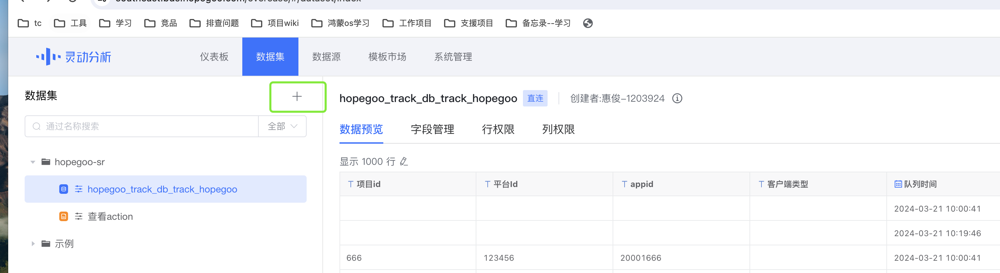 southeast.bds.hopegoo.com/overcase/#/dataset/index
tc 工具 学习 竞品 排查问题 项目wiki 鸿蒙os学习 工作项目 支援项目 备忘录--学习
灵动分析 仪表板 数据集 数据源 模板市场 系统管理
数据集
通过名称搜索 全部
hopegoo-sr
hopegoo_track_db_track_hopegoo
查看action
示例
hopegoo_track_db_track_hopegoo 直连 创建者:惠俊-1203924
数据预览 字段管理 行权限 列权限
显示 1000 行
项目id 平台Id appid 客户端类型 队列时间
2024-03-21 10:00:41
2024-03-21 10:19:46
666 123456 20001666 2024-03-21 10:00:41